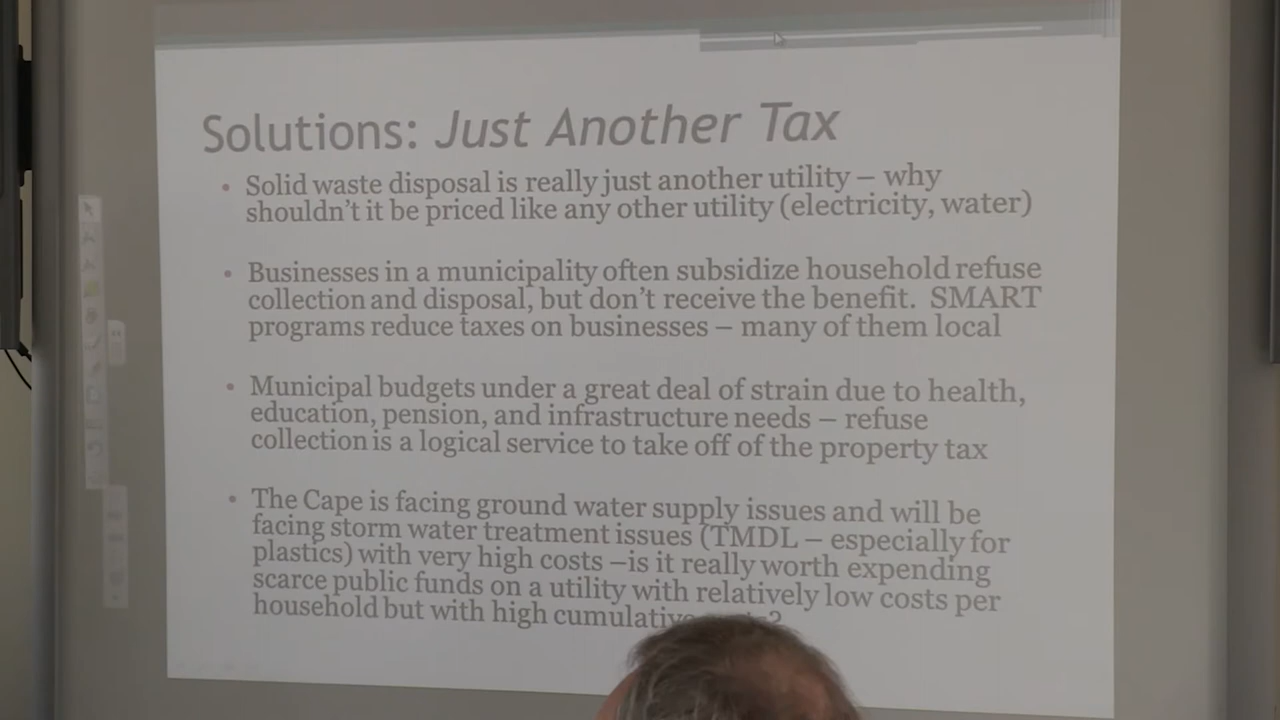 Solutions: Just Another Tax
• Solid waste disposal is really just another utility – why
shouldn't it be priced like any other utility (electricity, water)
• Businesses in a municipality often subsidize household refuse
collection and disposal, but don't receive the benefit. SMART
programs reduce taxes on businesses – many of them local
• Municipal budgets under a great deal of strain due to health,
education, pension, and infrastructure needs – refuse
collection is a logical service to take off of the property tax
• The Cape is facing ground water supply issues and will be
facing storm water treatment issues (TMDL – especially for
plastics) with very high costs –is it really worth expending
scarce public funds on a utility with relatively low costs per
household but with high cumulative